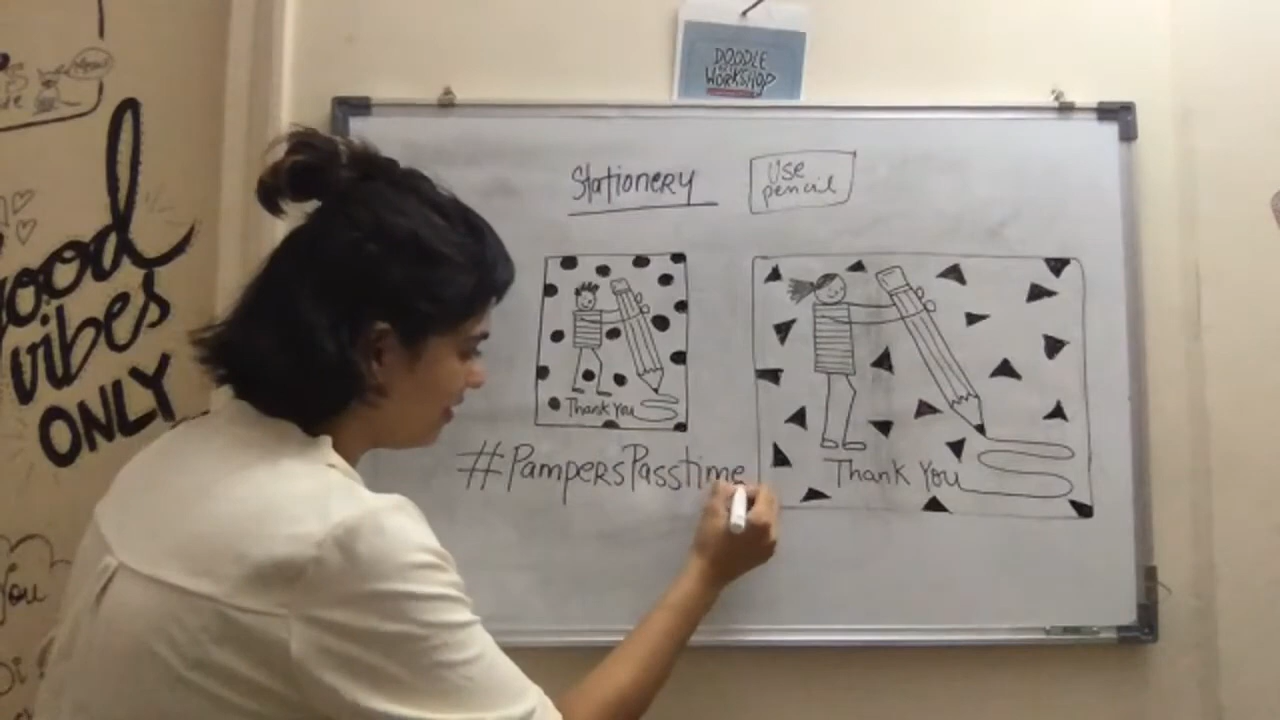 DOODLE
WORKSHOP
Stationery
Use
pencil
good
vibes
ONLY
Thank You
#PampersPasstime
Thank You
You